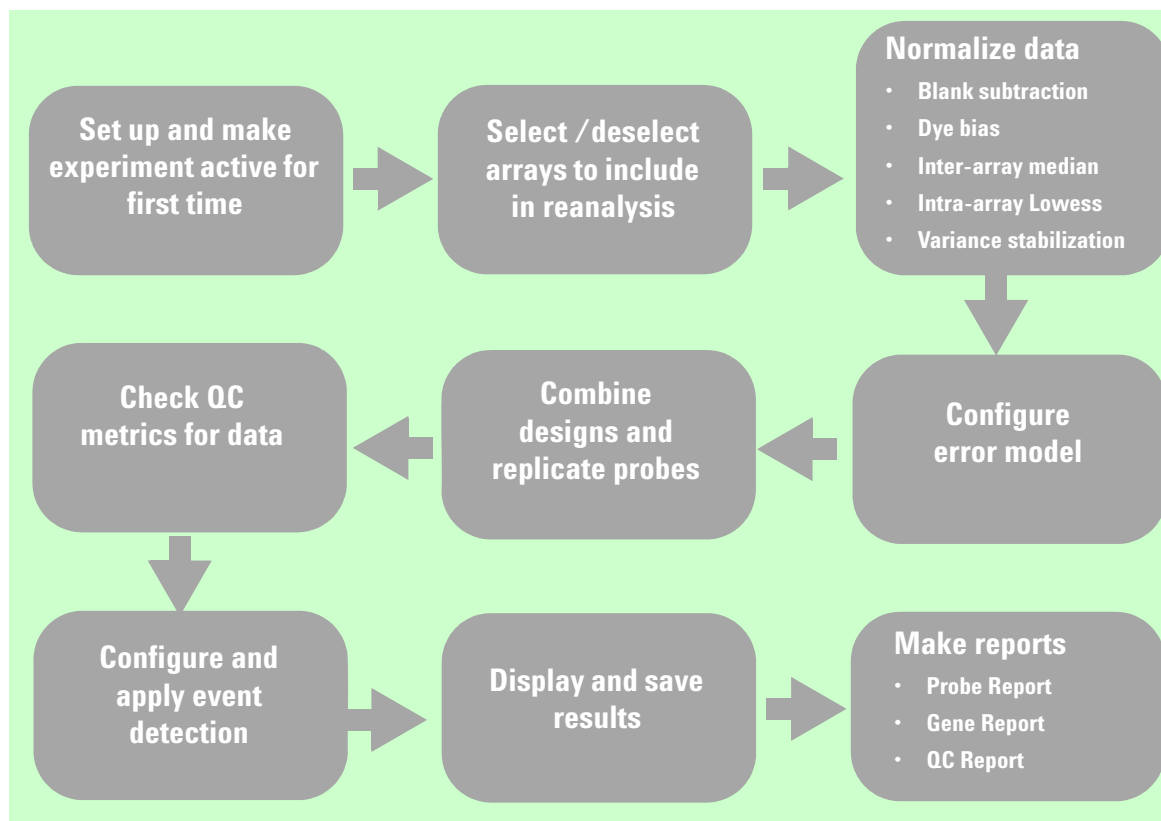 Set up and make
experiment active for
first time
Select / deselect
arrays to include
in reanalysis
Normalize data
• Blank subtraction
• Dye bias
• Inter-array median
• Intra-array Lowess
• Variance stabilization
Configure
error model
Combine
designs and
replicate probes
Check QC
metrics for data
Configure and
apply event
detection
Display and save
results
Make reports
• Probe Report
• Gene Report
• QC Report